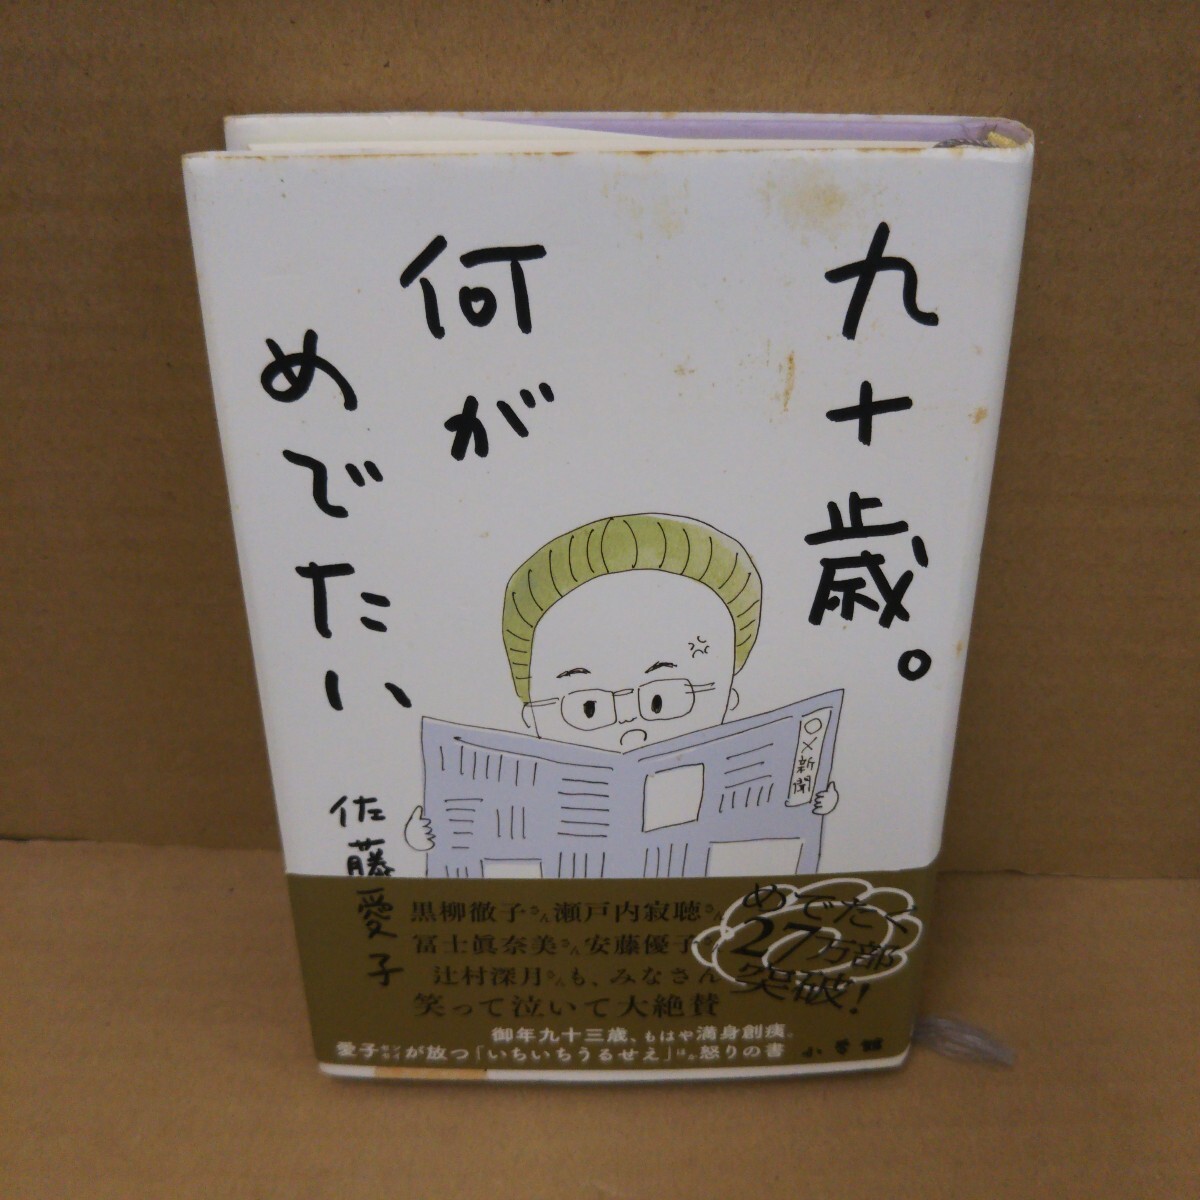 九十歳。
何が
めでたい
佐藤愛子
〇×新聞
黒柳徹子さん瀬戸内寂聴さん
冨士眞奈美さん安藤優子さん
辻村深月さんも、みなさん
笑って泣いて大絶賛
めでたく
27万部
突破!
御年九十三歳、もはや満身創痍。
愛子センセイが放つ「いちいちうるせえ」ほか怒りの書
小学館